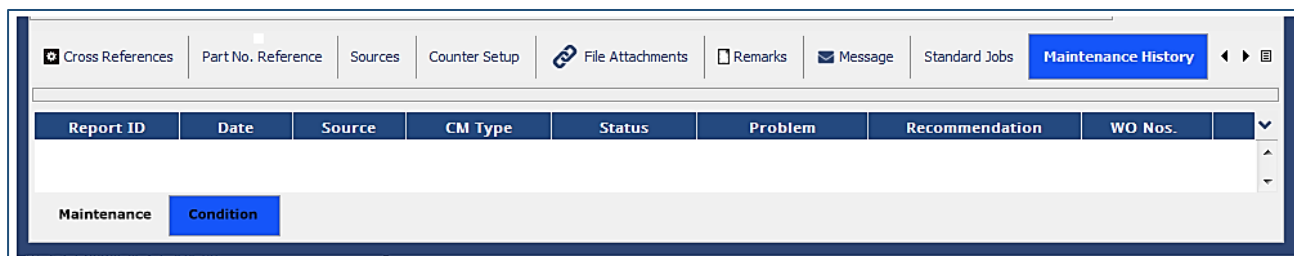 Cross References Part No. Reference Sources Counter Setup File Attachments Remarks Message Standard Jobs Maintenance History
Report ID Date Source CM Type Status Problem Recommendation WO Nos.
Maintenance Condition